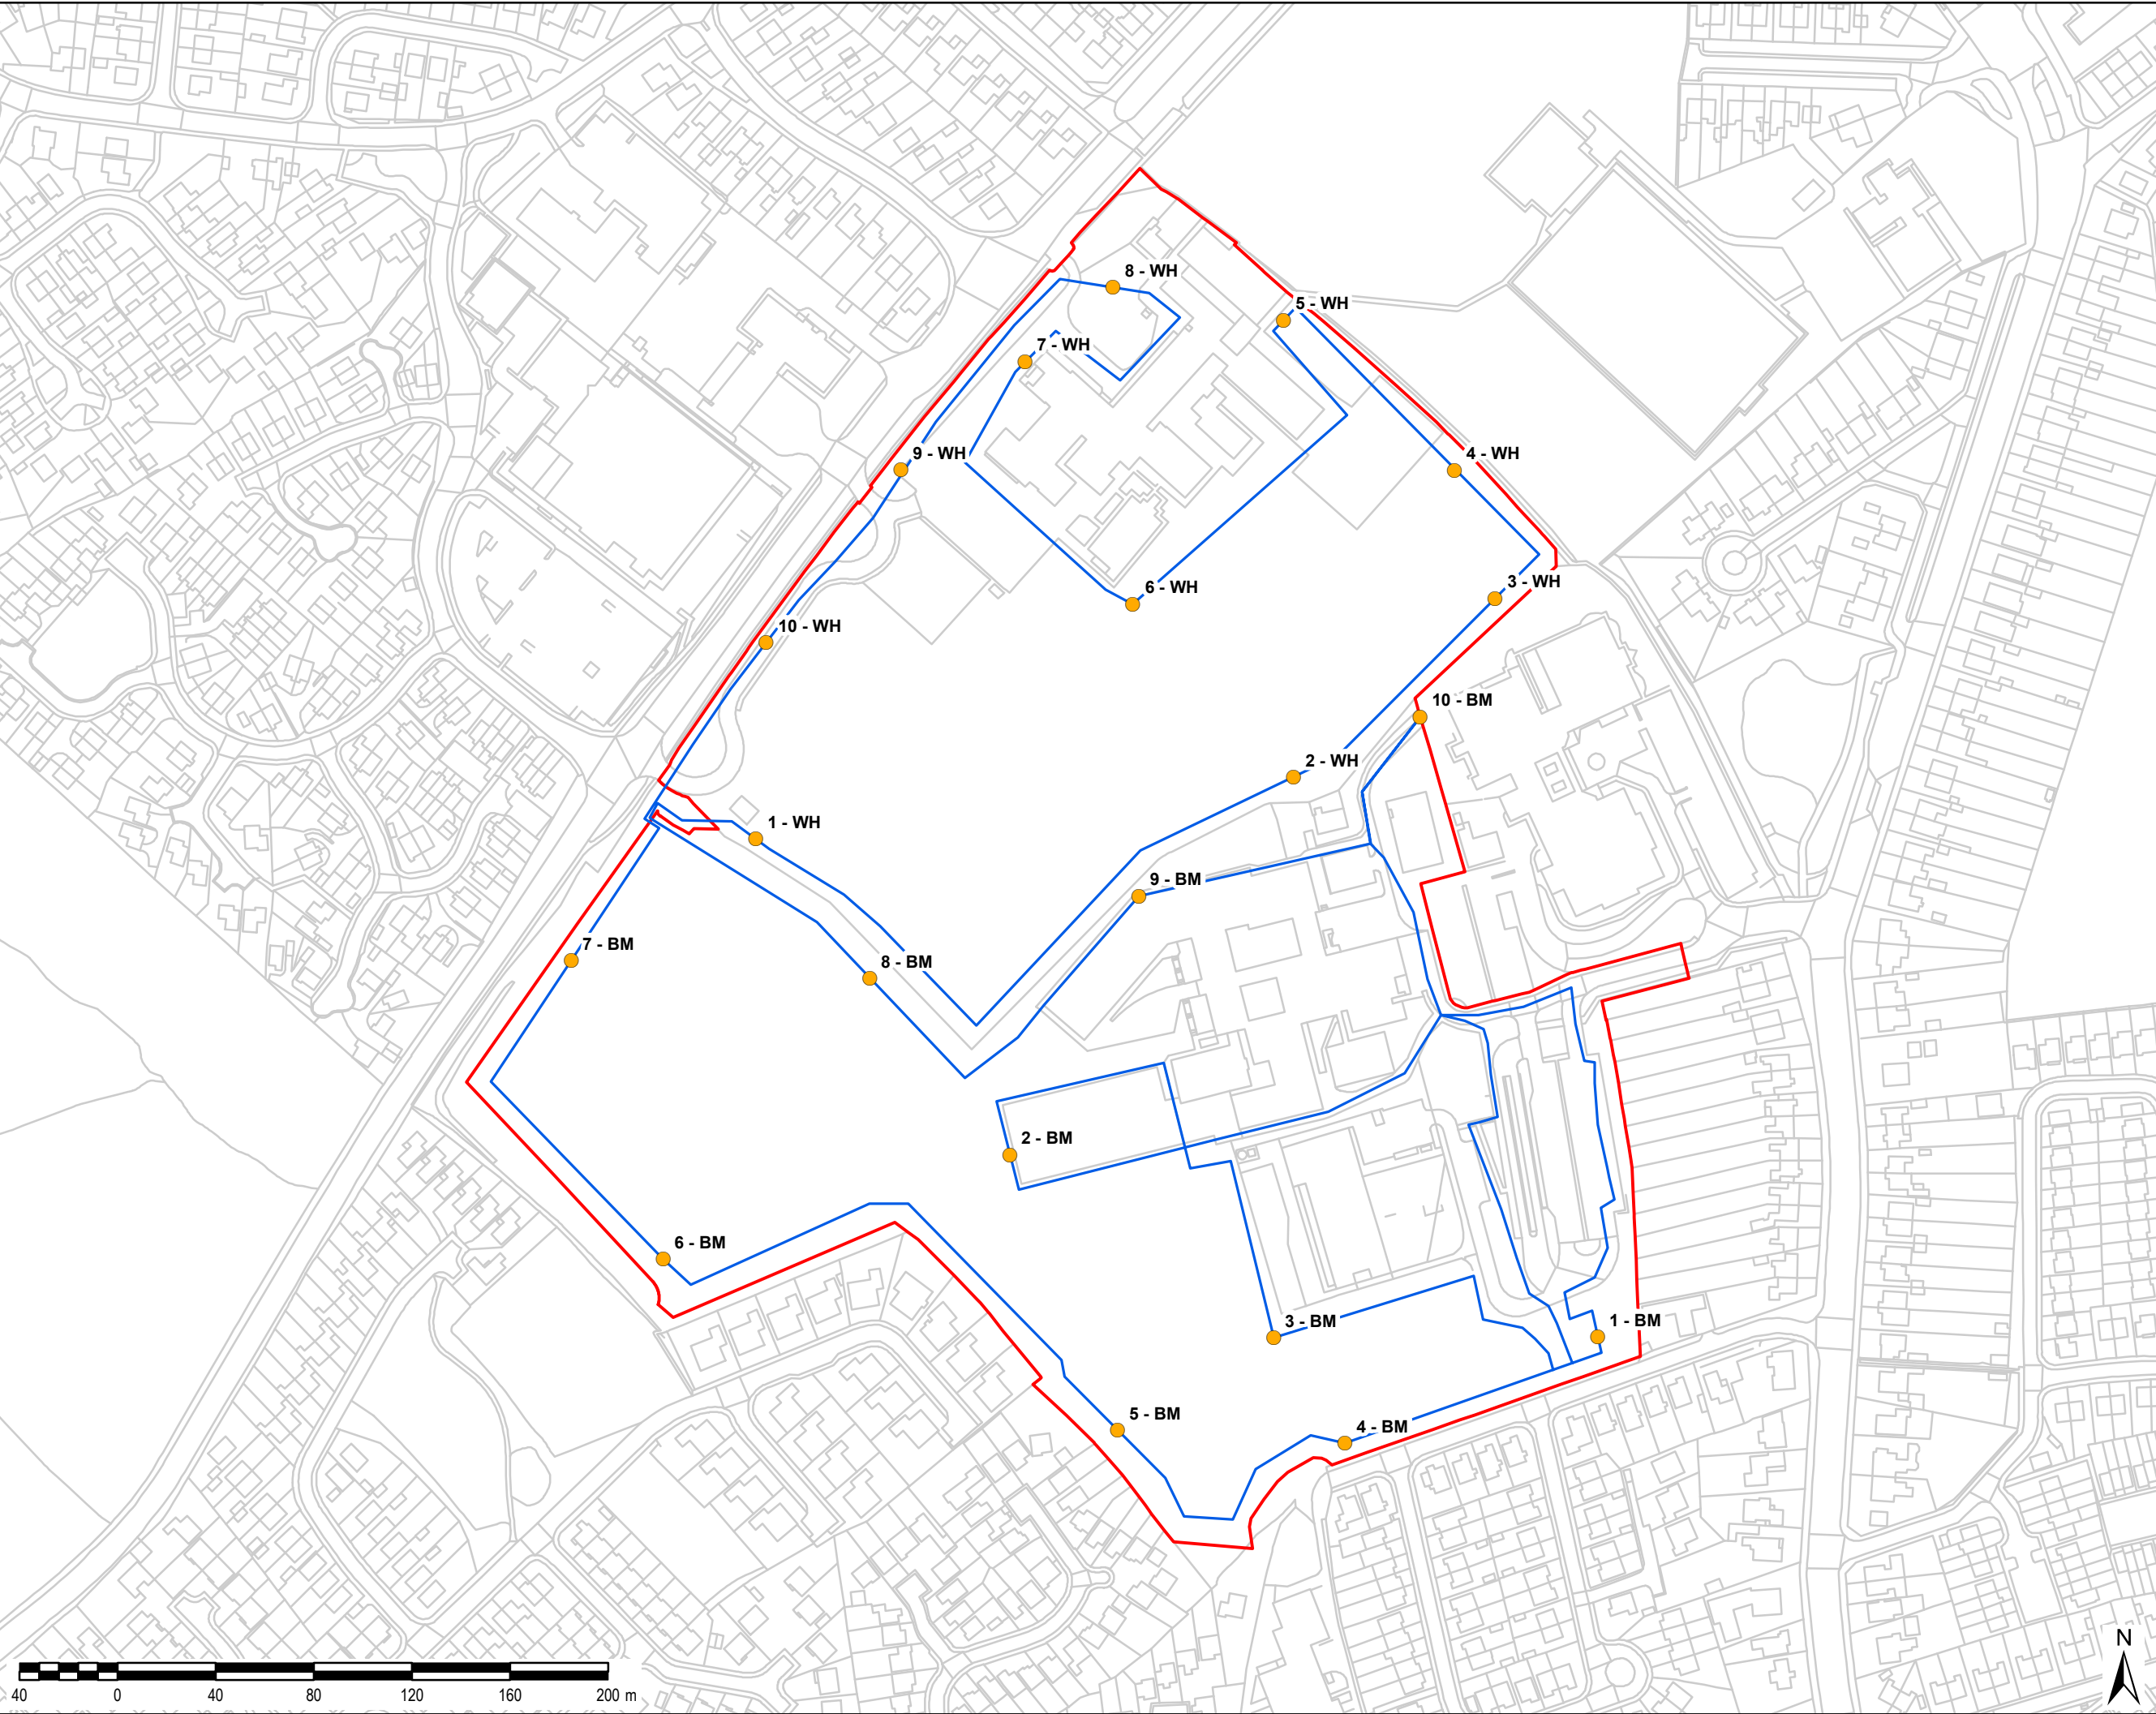 8 - WH
5 - WH
7 - WH
9 - WH
4 - WH
3 - WH
6 - WH
10 - WH
10 - BM
2 - WH
1 - WH
9 - BM
7 - BM
8 - BM
2 - BM
6 - BM
3 - BM
1 - BM
5 - BM
4 - BM
N
40 0 40 80 120 160 200 m